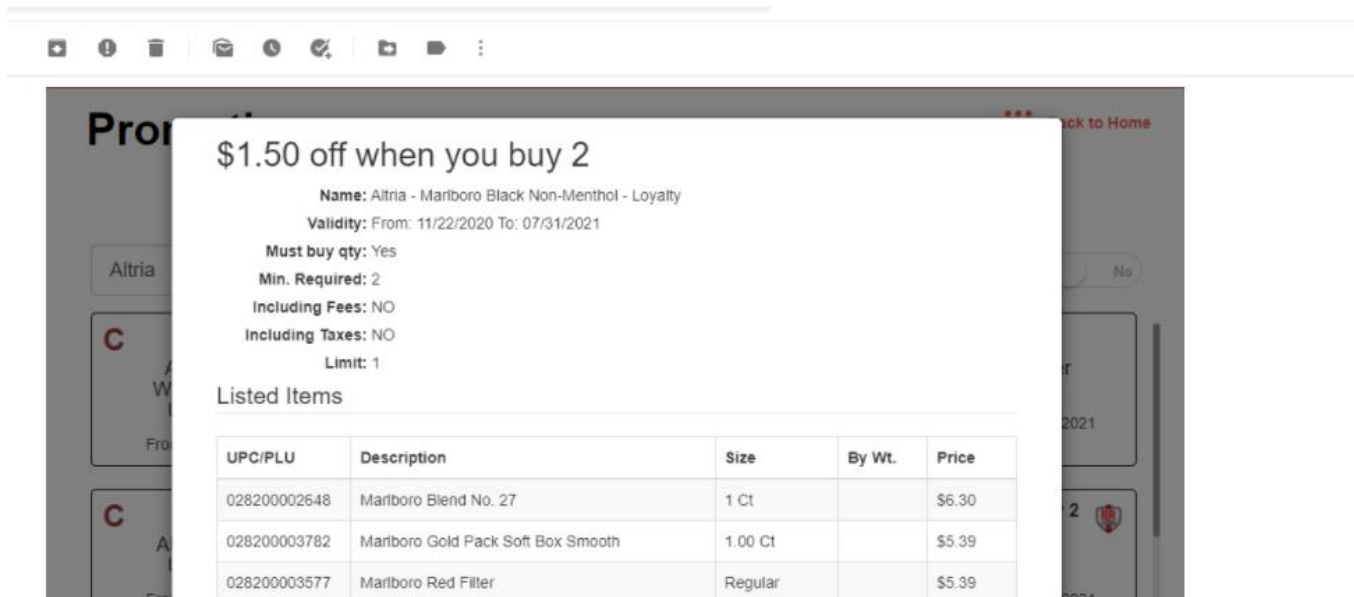 Back to Home
$1.50 off when you buy 2
Name: Altria - Marlboro Black Non-Menthol - Loyalty
Validity: From: 11/22/2020 To: 07/31/2021
Must buy qty: Yes
Min. Required: 2
Including Fees: NO
Including Taxes: NO
Limit: 1
Altria
No
C
Listed Items
2021
UPC/PLU Description Size By Wt. Price
028200002648 Marlboro Blend No. 27 1 Ct $6.30
C
2
028200003782 Marlboro Gold Pack Soft Box Smooth 1.00 Ct $5.39
028200003577 Marlboro Red Filter Regular $5.39